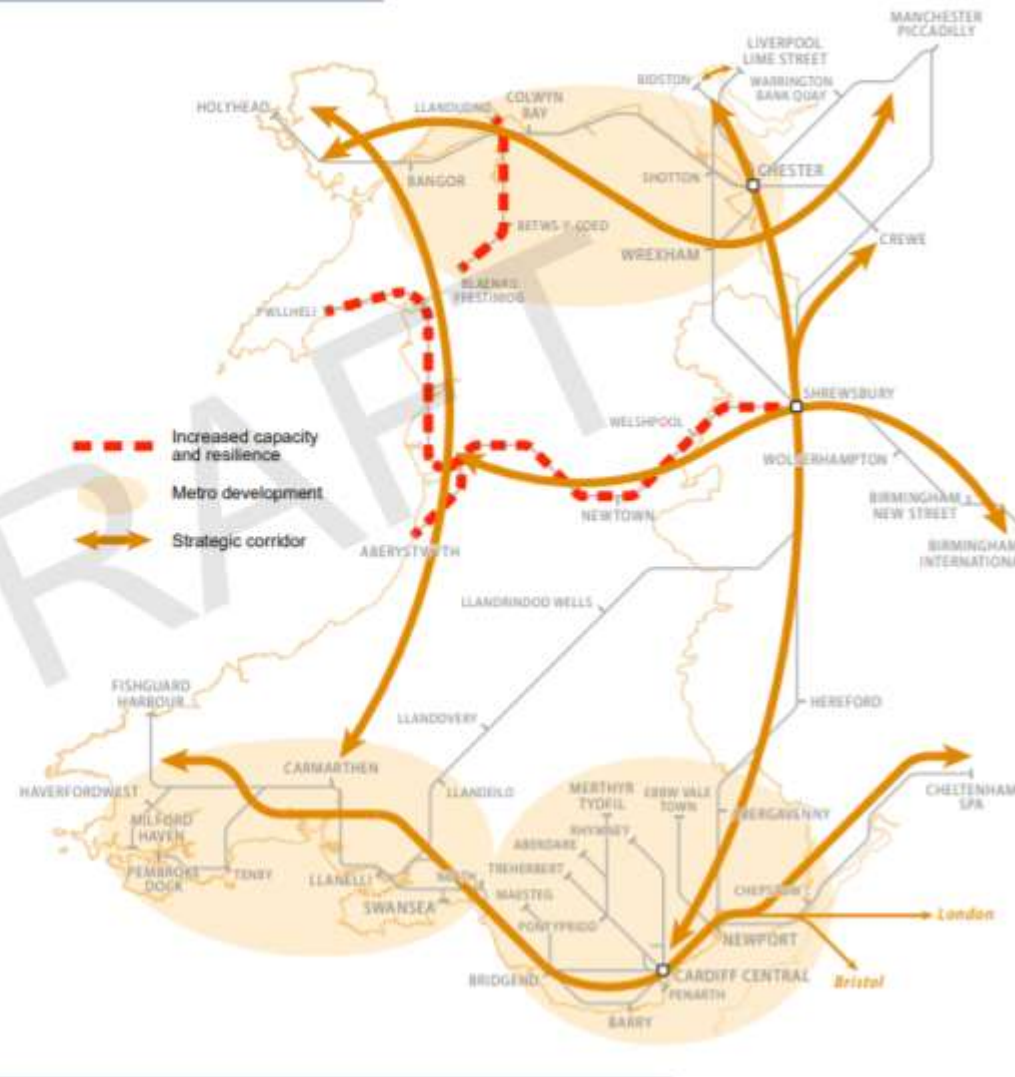 MANCHESTER
PICCADILLY
LIVERPOOL
LIME STREET
BIDSTON
WARRINGTON
BANK QUAY
HOLYHEAD
LLANDUDNO
COLWYN
BAY
BANGOR
SHOTTON
CHESTER
BETWS-Y-COED
WREXHAM
CREWE
BLAENAU
FFESTINIOG
PWLLHELI
SHREWSBURY
WELSHPOOL
Increased capacity
and resilience
WOLVERHAMPTON
Metro development
BIRMINGHAM
NEW STREET
NEWTOWN
Strategic corridor
ABERYSTWYTH
BIRMINGHAM
INTERNATIONA
RAFT
LLANDRINDOD WELLS
FISHGUARD
HARBOUR
HEREFORD
LLANDOVERY
CARMARTHEN
HAVERFORDWEST
LLANDEILO
MERTHYR
TYDFIL
EBBW VALE
TOWN
CHELTENHAM
SPA
MILFORD
HAVEN
ABERGAVENNY
RHYMNEY
ABERDARE
PEMBROKE
DOCK
TENBY
LLANELLI
TREHERBERT
MAESTEG
CHEPSTOW
SWANSEA
London
PONTYPRIDD
NEWPORT
BRIDGEND
CARDIFF CENTRAL
Bristol
PENARTH
BARRY